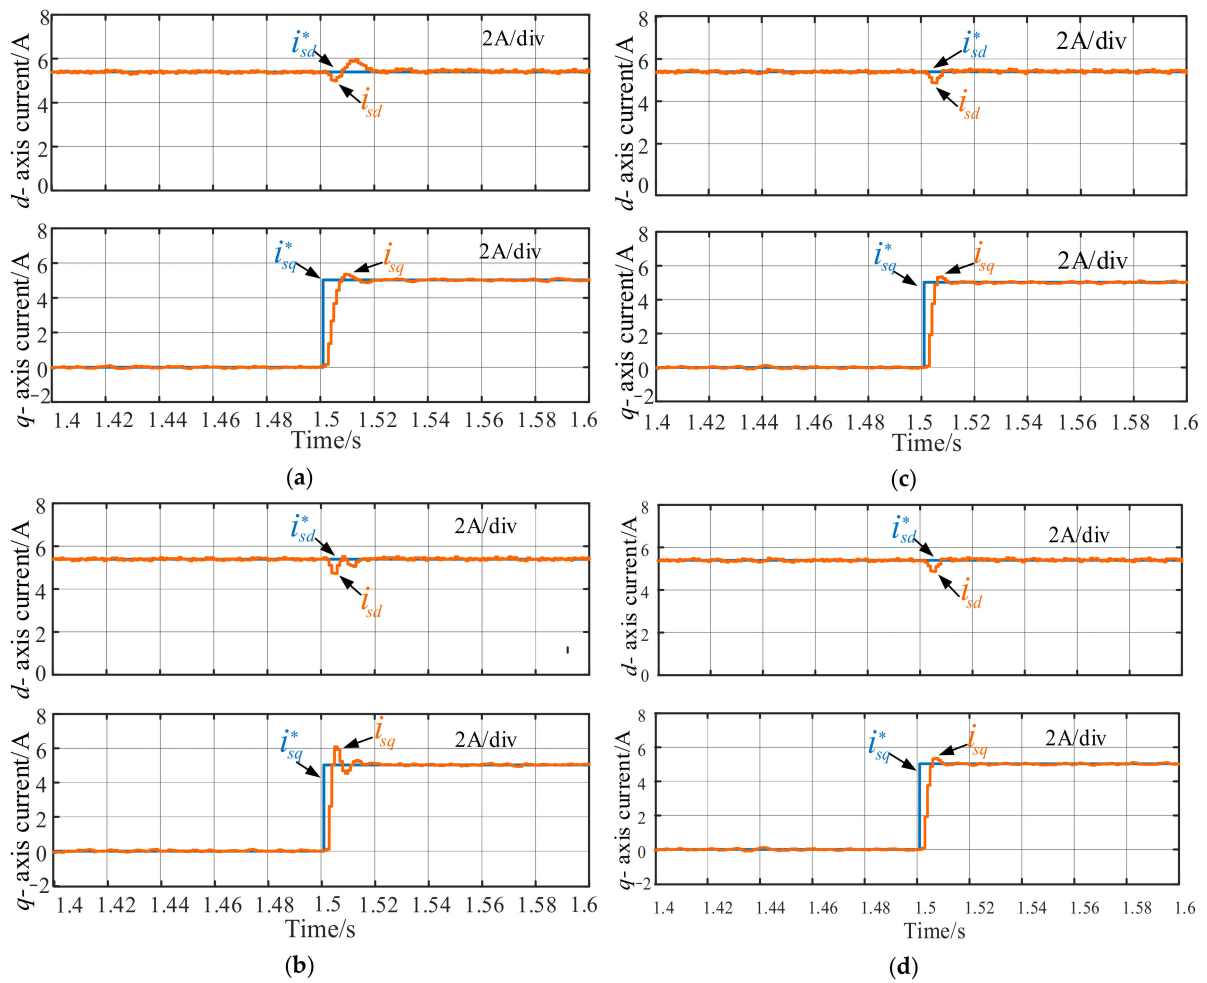 8
6
4
2
0
d- axis current/A
i*sd
2A/div
isd
8
6
4
2
0
−2
q- axis current/A
i*sq
isq
2A/div
1.4 1.42 1.44 1.46 1.48 1.5 1.52 1.54 1.56 1.58 1.6
Time/s
(a)
8
6
4
2
0
d- axis current/A
i*sd
2A/div
isd
8
6
4
2
0
−2
q- axis current/A
i*sq
isq
2A/div
1.4 1.42 1.44 1.46 1.48 1.5 1.52 1.54 1.56 1.58 1.6
Time/s
(c)
8
6
4
2
0
d- axis current/A
i*sd
2A/div
isd
8
6
4
2
0
−2
q- axis current/A
i*sq
isq
2A/div
1.4 1.42 1.44 1.46 1.48 1.5 1.52 1.54 1.56 1.58 1.6
Time/s
(b)
8
6
4
2
0
d- axis current/A
i*sd
2A/div
isd
8
6
4
2
0
−2
q- axis current/A
i*sq
isq
2A/div
1.4 1.42 1.44 1.46 1.48 1.5 1.52 1.54 1.56 1.58 1.6
Time/s
(d)